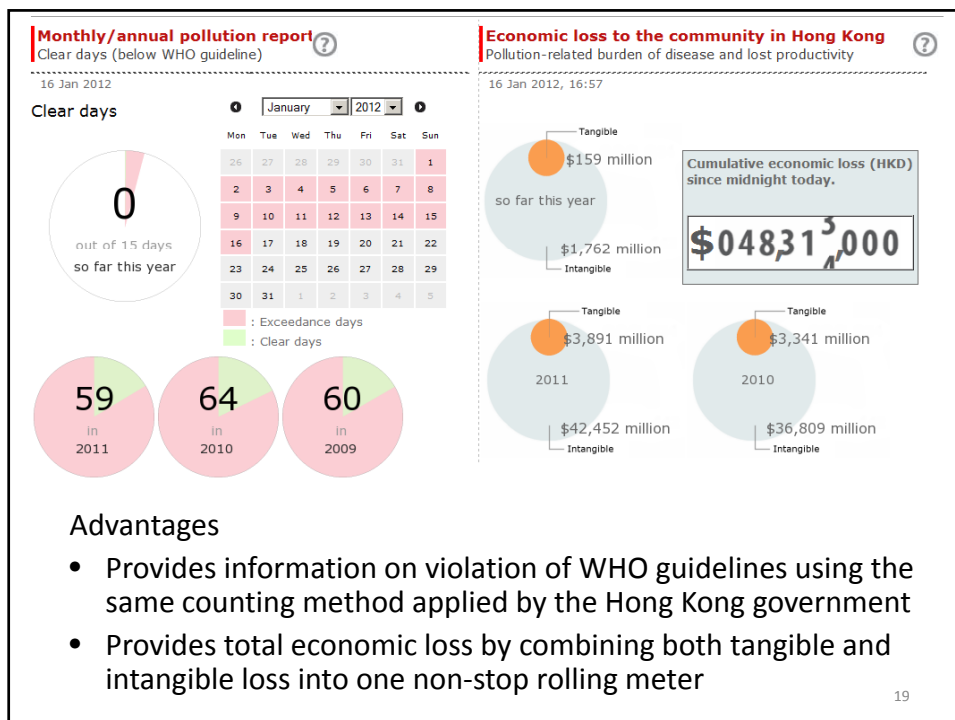 Monthly/annual pollution report
Clear days (below WHO guideline)
16 Jan 2012
Clear days
0
out of 15 days
so far this year
January 2012
Mon Tue Wed Thu Fri Sat Sun
26 27 28 29 30 31 1
2 3 4 5 6 7 8
9 10 11 12 13 14 15
16 17 18 19 20 21 22
23 24 25 26 27 28 29
30 31 1 2 3 4 5
: Exceedance days
: Clear days
59
in
2011
64
in
2010
60
in
2009
Economic loss to the community in Hong Kong
Pollution-related burden of disease and lost productivity
16 Jan 2012, 16:57
Tangible
$159 million
so far this year
$1,762 million
Intangible
Cumulative economic loss (HKD)
since midnight today.
$048,313,000
4
Tangible
$3,891 million
2011
$42,452 million
Intangible
Tangible
$3,341 million
2010
$36,809 million
Intangible
Advantages
• Provides information on violation of WHO guidelines using the
same counting method applied by the Hong Kong government
• Provides total economic loss by combining both tangible and
intangible loss into one non-stop rolling meter
19